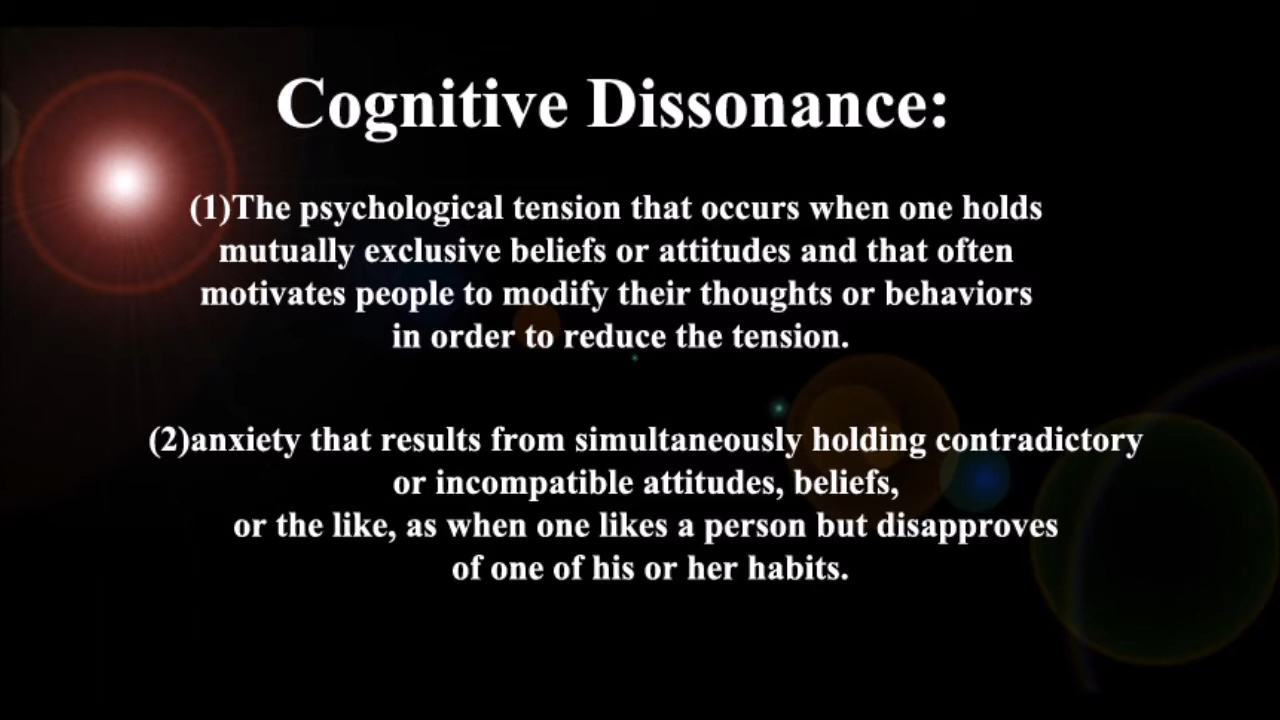 Cognitive Dissonance:
(1)The psychological tension that occurs when one holds
mutually exclusive beliefs or attitudes and that often
motivates people to modify their thoughts or behaviors
in order to reduce the tension.
(2)anxiety that results from simultaneously holding contradictory
or incompatible attitudes, beliefs,
or the like, as when one likes a person but disapproves
of one of his or her habits.